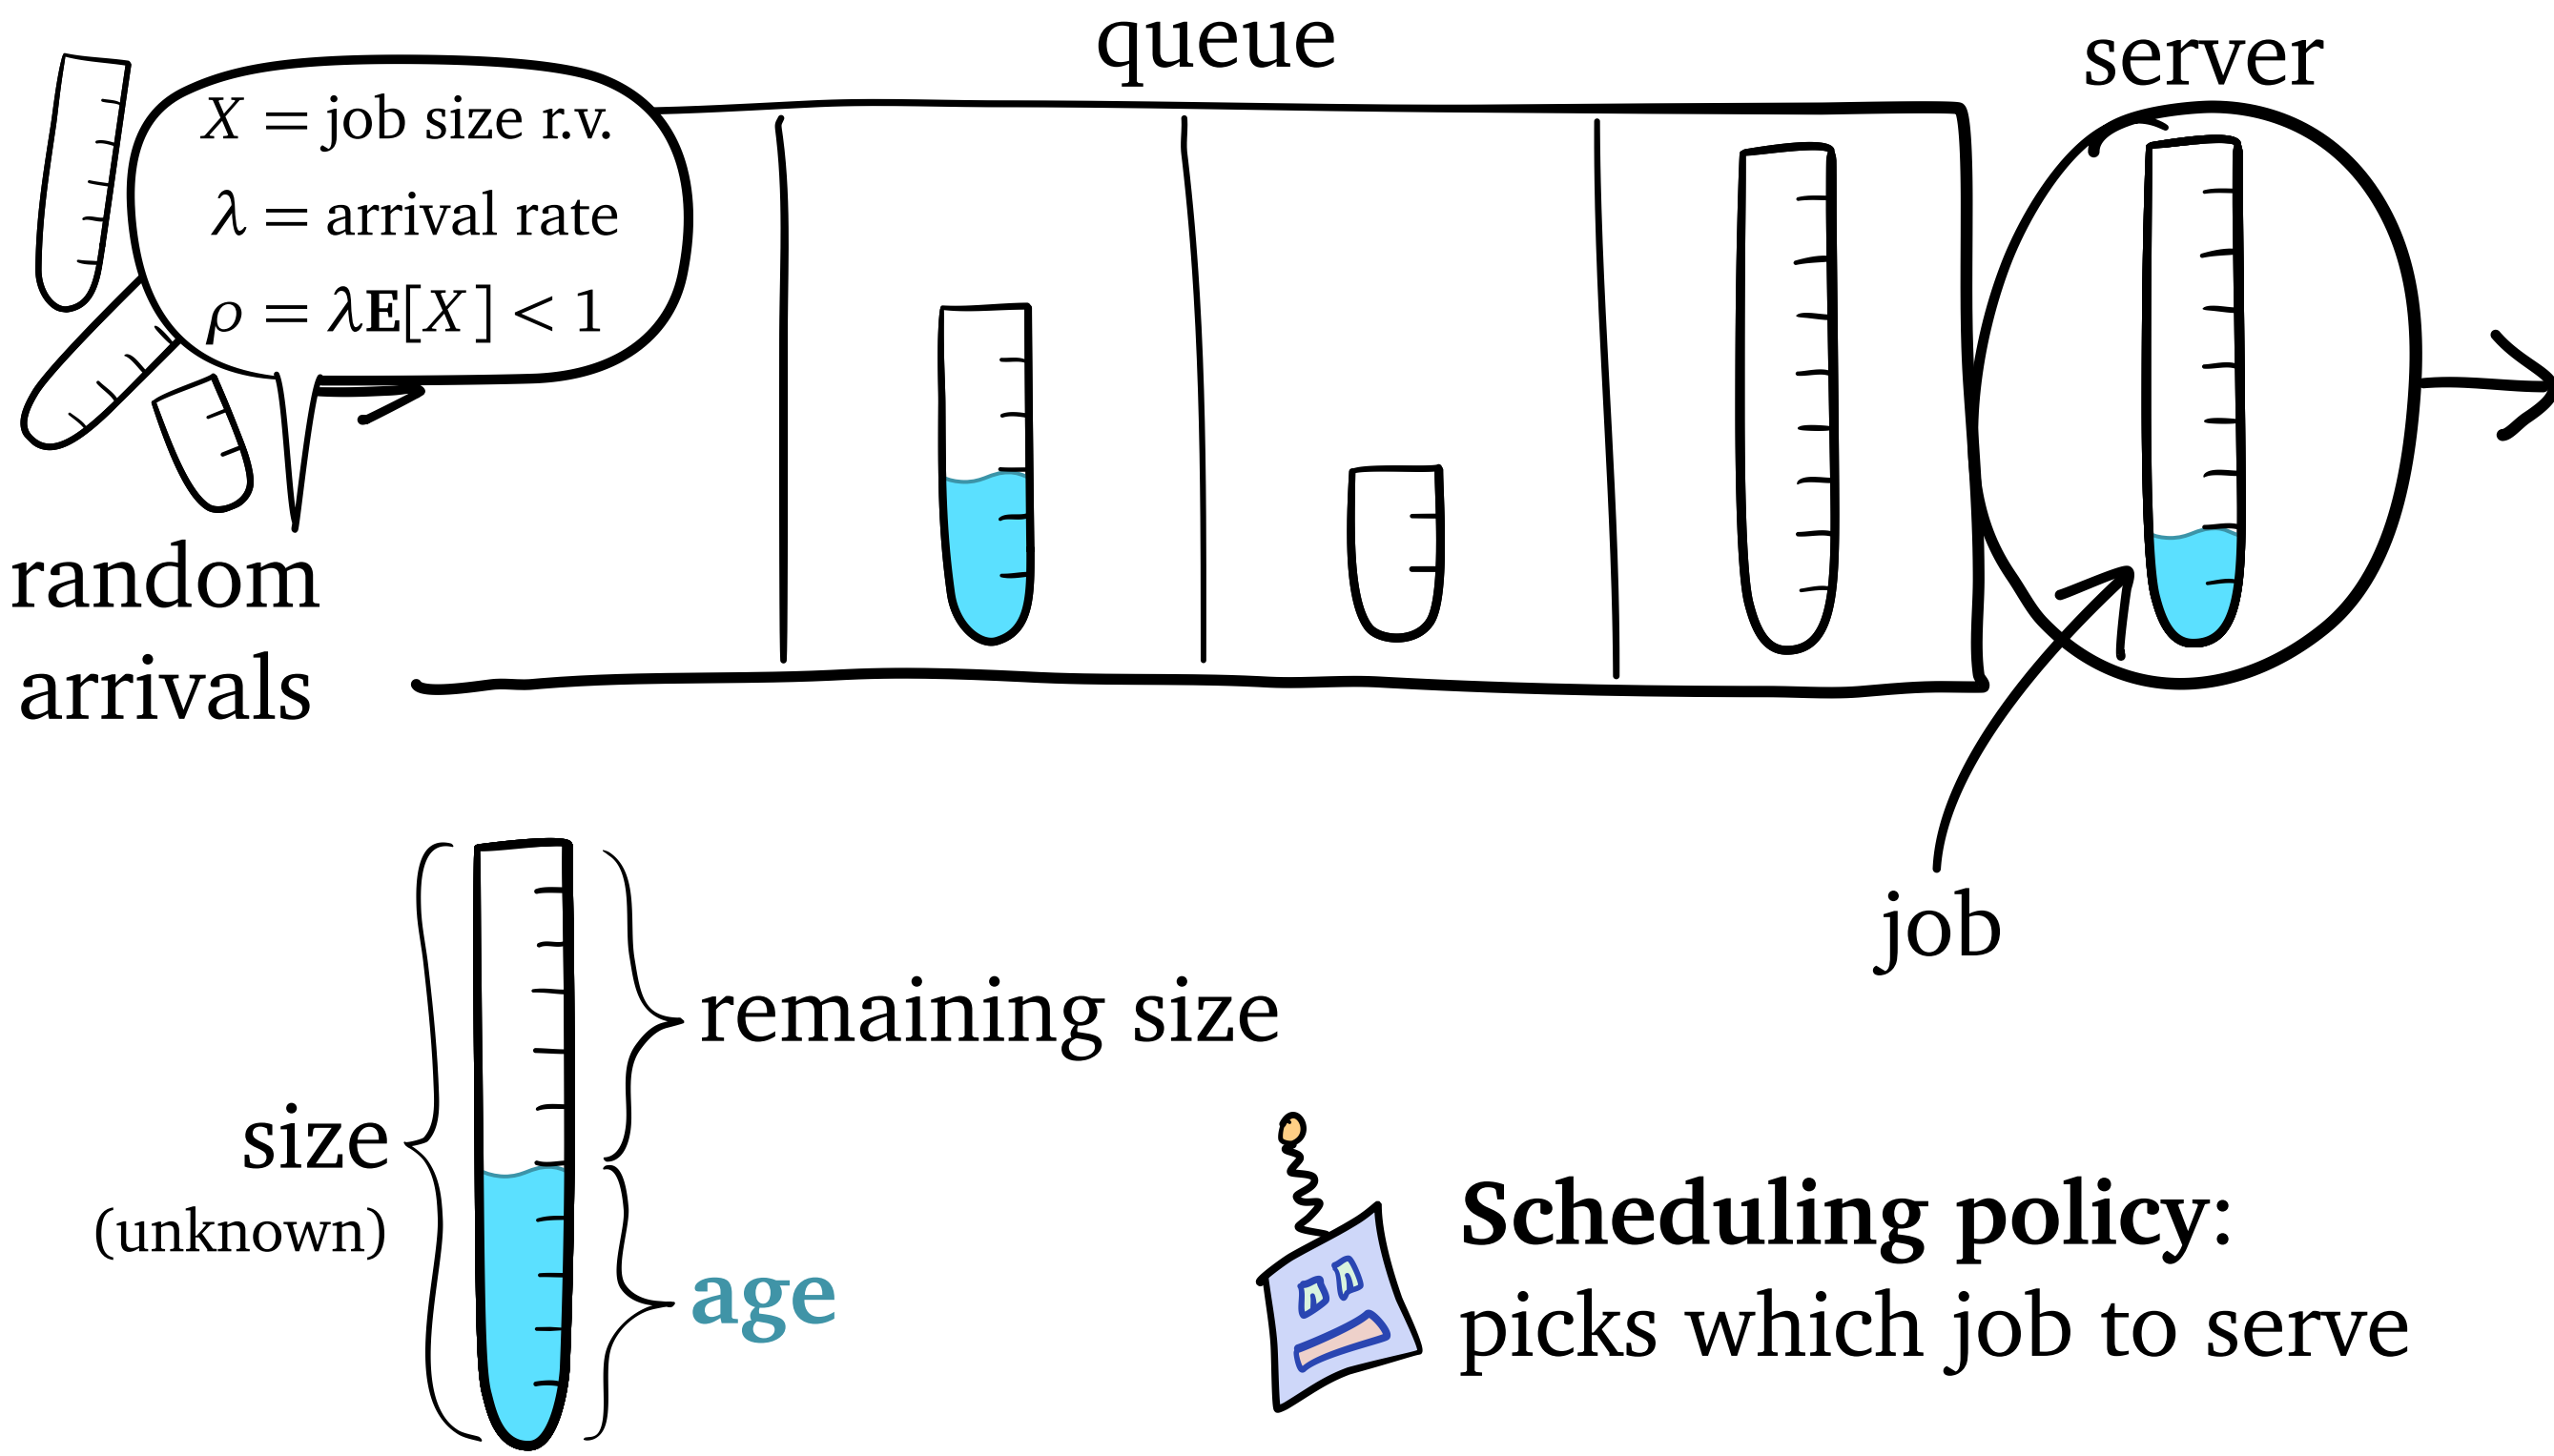 queue
server
X = job size r.v.
λ = arrival rate
ρ = λE[X] < 1
random
arrivals
job
remaining size
size
(unknown)
age
Scheduling policy:
picks which job to serve